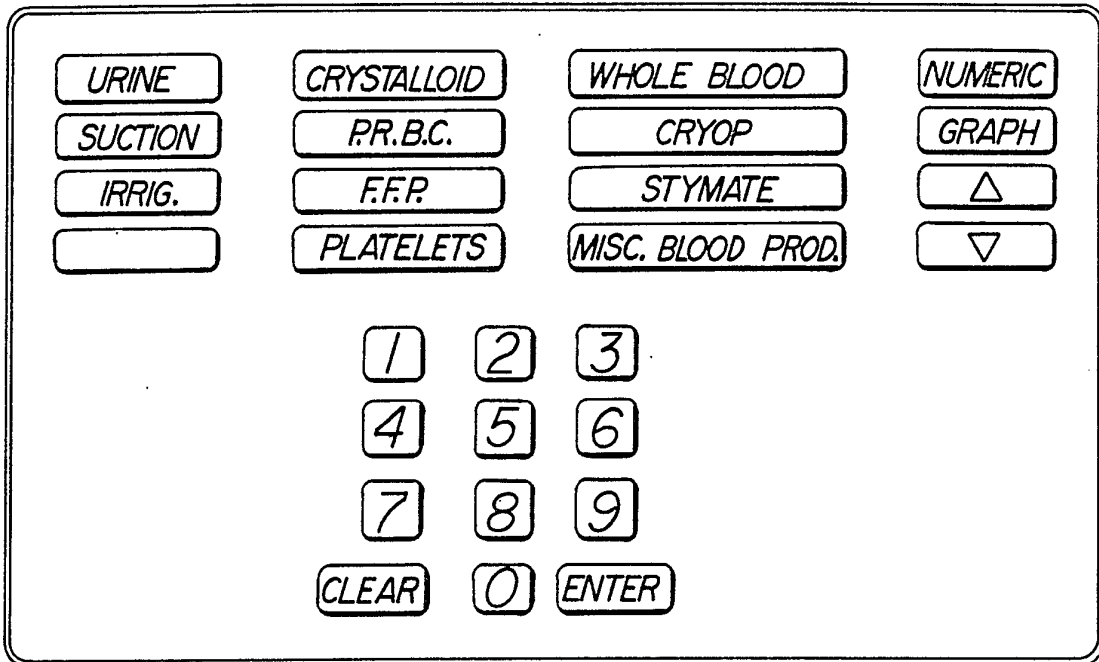 URINE CRYSTALLOID WHOLE BLOOD NUMERIC
SUCTION P.R.B.C. CRYOP GRAPH
IRRIG. F.F.P. STYMATE
PLATELETS MISC. BLOOD PROD.
1 2 3
4 5 6
7 8 9
CLEAR 0 ENTER